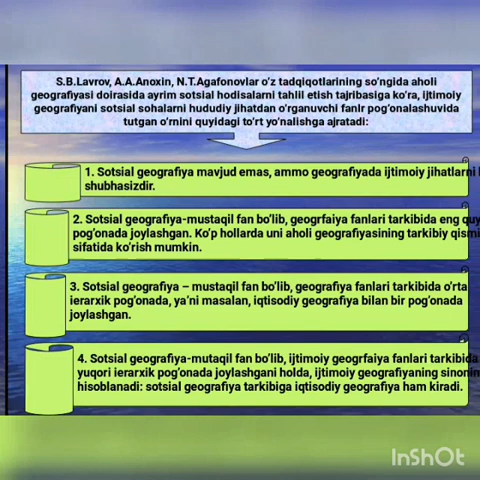 S.B.Lavrov, A.A.Anoxin, N.T.Agafonovlar o'z tadqiqotlarining so'ngida aholi
geografiyasi doirasida ayrim sotsial hodisalarni tahlil etish tajribasiga ko'ra, ijtimoiy
geografiyani sotsial sohalarni hududiy jihatdan o'rganuvchi fanlr pog'onalashuvida
tutgan o'rnini quyidagi to'rt yo'nalishga ajratadi:
1. Sotsial geografiya mavjud emas, ammo geografiyada ijtimoiy jihatlarni
shubhasizdir.
2. Sotsial geografiya-mustaqil fan bo'lib, geogrfaiya fanlari tarkibida eng quy
pog'onada joylashgan. Ko'p hollarda uni aholi geografiyasining tarkibiy qismi
sifatida ko'rish mumkin.
3. Sotsial geografiya – mustaqil fan bo'lib, geografiya fanlari tarkibida o'rta
ierarxik pog'onada, ya'ni masalan, iqtisodiy geografiya bilan bir pog'onada
joylashgan.
4. Sotsial geografiya-mutaqil fan bo'lib, ijtimoiy geogrfaiya fanlari tarkibida
yuqori ierarxik pog'onada joylashgani holda, ijtimoiy geografiyaning sinonim
hisoblanadi: sotsial geografiya tarkibiga iqtisodiy geografiya ham kiradi.
InShOt